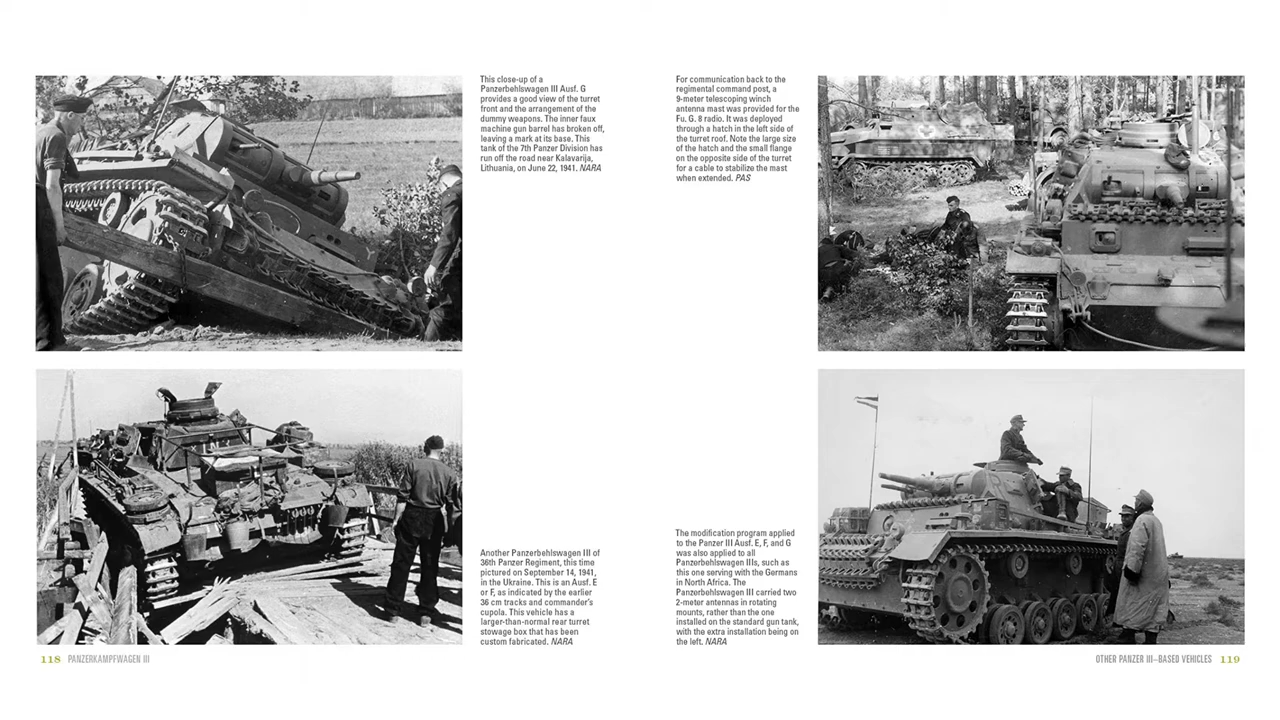 This close-up of a
Panzerbehlswagen III Ausf. G
provides a good view of the turret
front and the arrangement of the
dummy weapons. The inner faux
machine gun barrel has broken off,
leaving a mark at its base. This
tank of the 7th Panzer Division has
run off the road near Kalavarija,
Lithuania, on June 22, 1941. NARA
Another Panzerbehlswagen III of
36th Panzer Regiment, this time
pictured on September 14, 1941,
in the Ukraine. This is an Ausf. E
or F, as indicated by the earlier
36 cm tracks and commander's
cupola. This vehicle has a
larger-than-normal rear turret
stowage box that has been
custom fabricated. NARA
118 PANZERKAMPFWAGEN III
For communication back to the
regimental command post, a
9-meter telescoping winch
antenna mast was provided for the
Fu. G. 8 radio. It was deployed
through a hatch in the left side of
the turret roof. Note the large size
of the hatch and the small flange
on the opposite side of the turret
for a cable to stabilize the mast
when extended. PAS
The modification program applied
to the Panzer III Ausf. E, F, and G
was also applied to all
Panzerbehlswagen IIIs, such as
this one serving with the Germans
in North Africa. The
Panzerbehlswagen III carried two
2-meter antennas in rotating
mounts, rather than the one
installed on the standard gun tank,
with the extra installation being on
the left. NARA
OTHER PANZER III–BASED VEHICLES 119